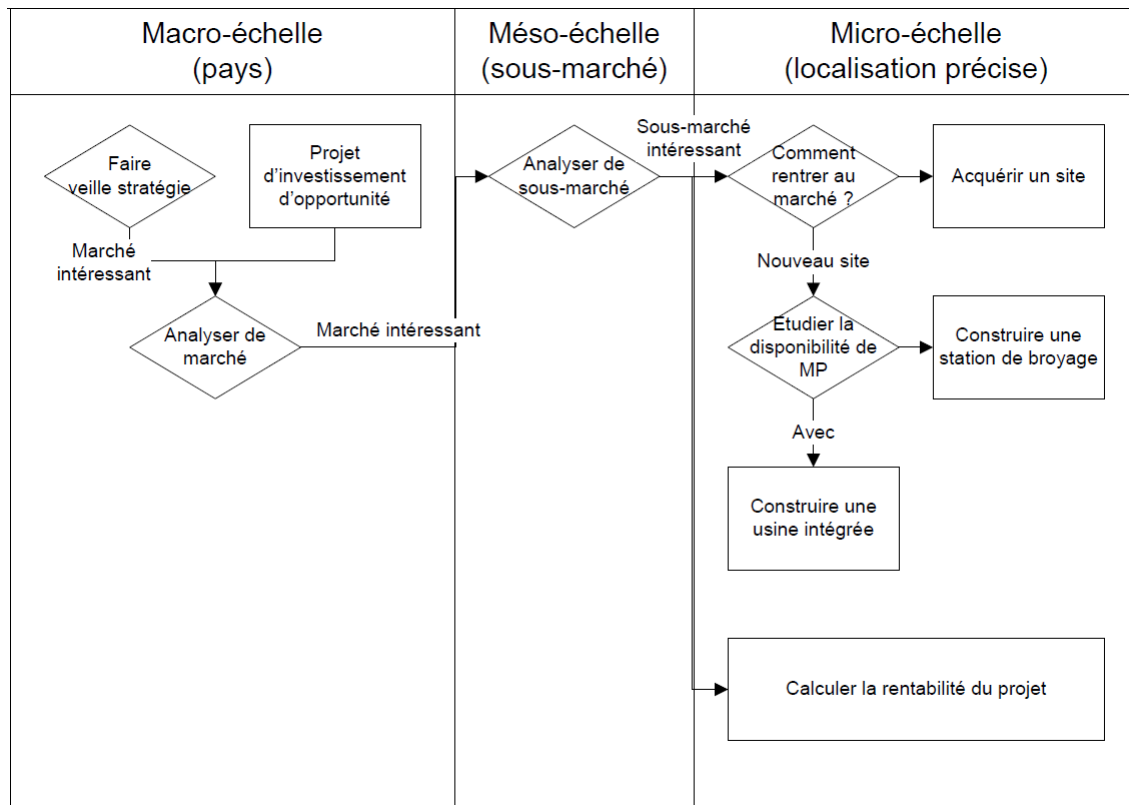 Macro-échelle
(pays)
Méso-échelle
(sous-marché)
Micro-échelle
(localisation précise)
Faire
veille stratégie
Projet
d'investissement
d'opportunité
Marché
intéressant
Analyser de
marché
Marché intéressant
Analyser de
sous-marché
Sous-marché
intéressant
Comment
rentrer au
marché ?
Acquérir un site
Nouveau site
Etudier la
disponibilité de
MP
Construire une
station de broyage
Avec
Construire une
usine intégrée
Calculer la rentabilité du projet